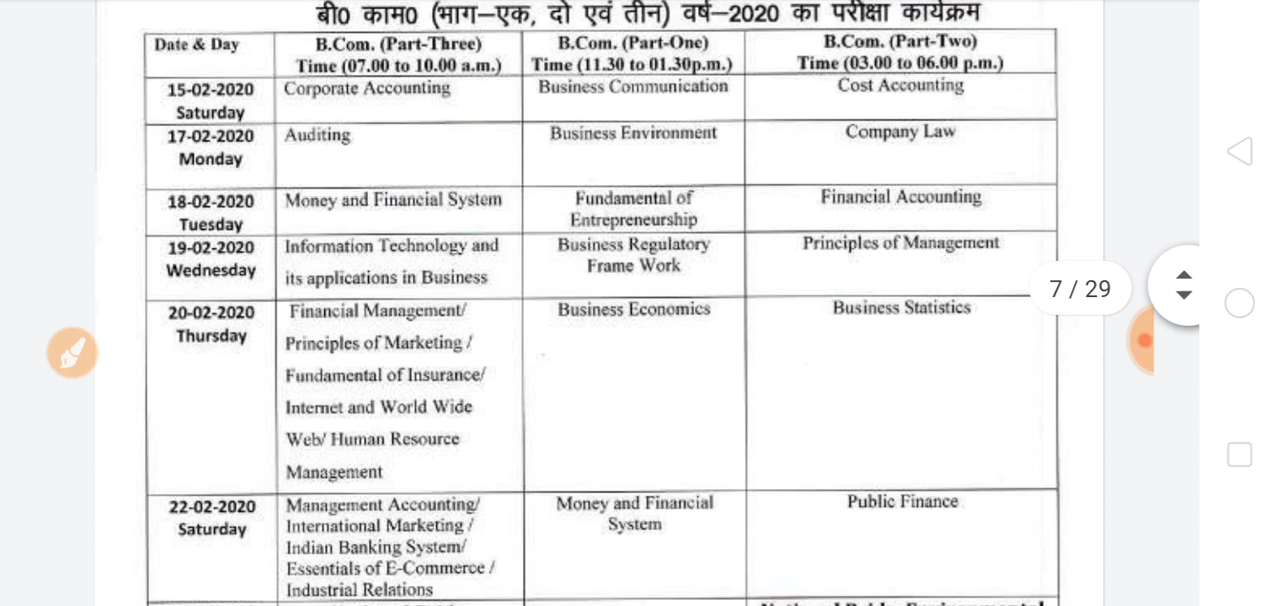 बी0 काम0 (भाग–एक, दो एवं तीन) वर्ष–2020 का परीक्षा कार्यक्रम
Date & Day
B.Com. (Part-Three)
Time (07.00 to 10.00 a.m.)
B.Com. (Part-One)
Time (11.30 to 01.30p.m.)
B.Com. (Part-Two)
Time (03.00 to 06.00 p.m.)
15-02-2020
Saturday
Corporate Accounting
Business Communication
Cost Accounting
17-02-2020
Monday
Auditing
Business Environment
Company Law
18-02-2020
Tuesday
Money and Financial System
Fundamental of
Entrepreneurship
Financial Accounting
19-02-2020
Wednesday
Information Technology and
its applications in Business
Business Regulatory
Frame Work
Principles of Management
7 / 29
20-02-2020
Thursday
Financial Management/
Principles of Marketing /
Fundamental of Insurance/
Internet and World Wide
Web/ Human Resource
Management
Business Economics
Business Statistics
22-02-2020
Saturday
Management Accounting/
International Marketing /
Indian Banking System/
Essentials of E-Commerce /
Industrial Relations
Money and Financial
System
Public Finance